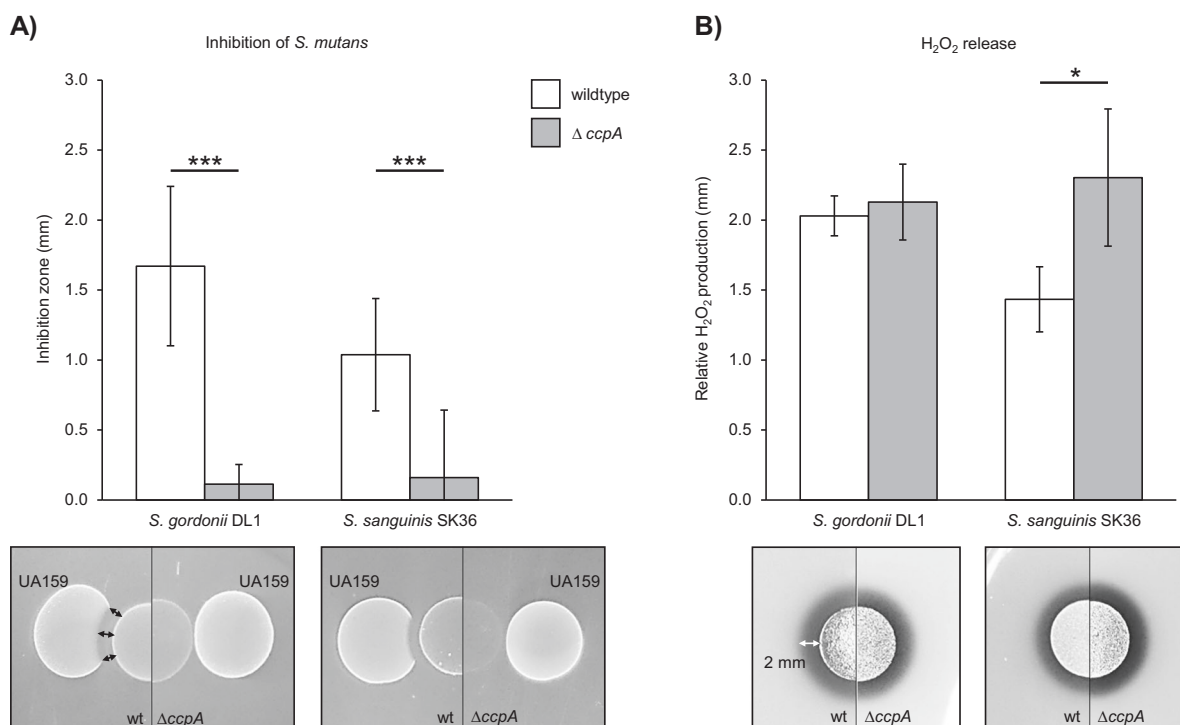 A)
Inhibition of S. mutans
3.0
2.5
2.0
1.5
1.0
0.5
0.0
Inhibition zone (mm)
***
***
wildtype
Δ ccpA
S. gordonii DL1
S. sanguinis SK36
UA159
UA159
wt
ΔccpA
UA159
UA159
wt
ΔccpA
B)
H₂O₂ release
3.0
2.5
2.0
1.5
1.0
0.5
0.0
Relative H₂O₂ production (mm)
*
S. gordonii DL1
S. sanguinis SK36
2 mm
wt
ΔccpA
wt
ΔccpA